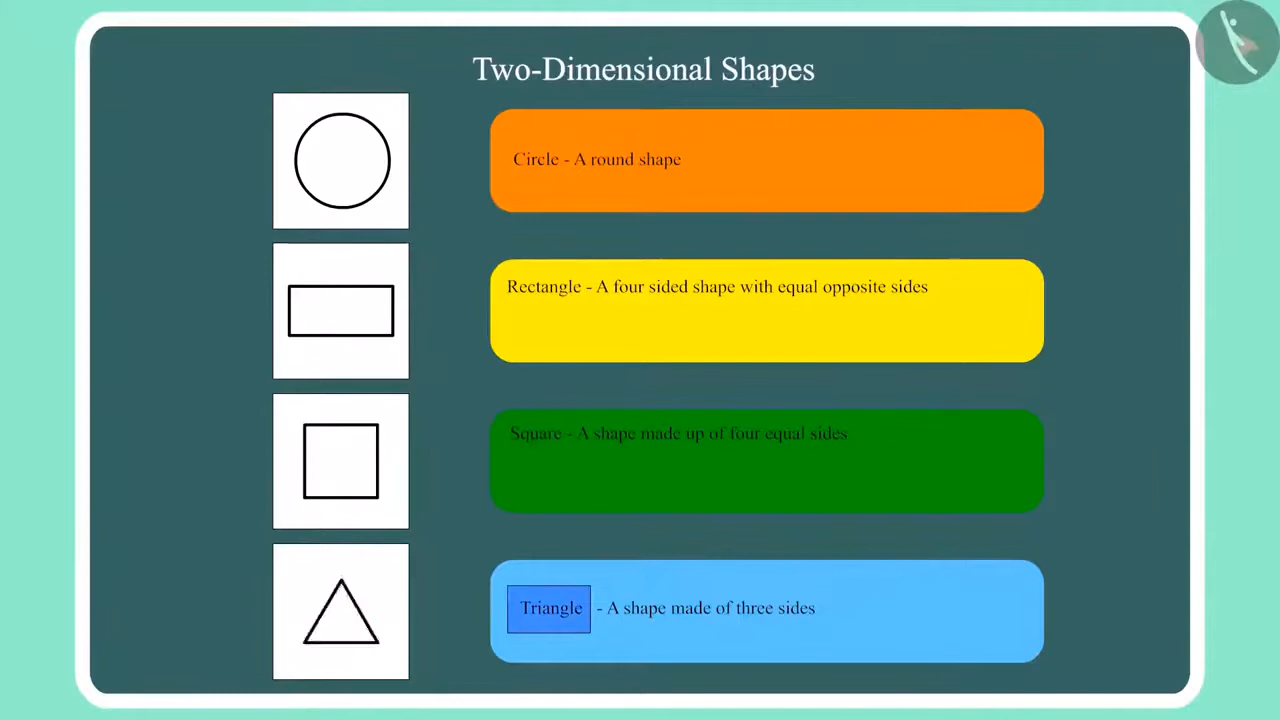 Two-Dimensional Shapes
Circle - A round shape
Rectangle - A four sided shape with equal opposite sides
Square - A shape made up of four equal sides
Triangle - A shape made of three sides